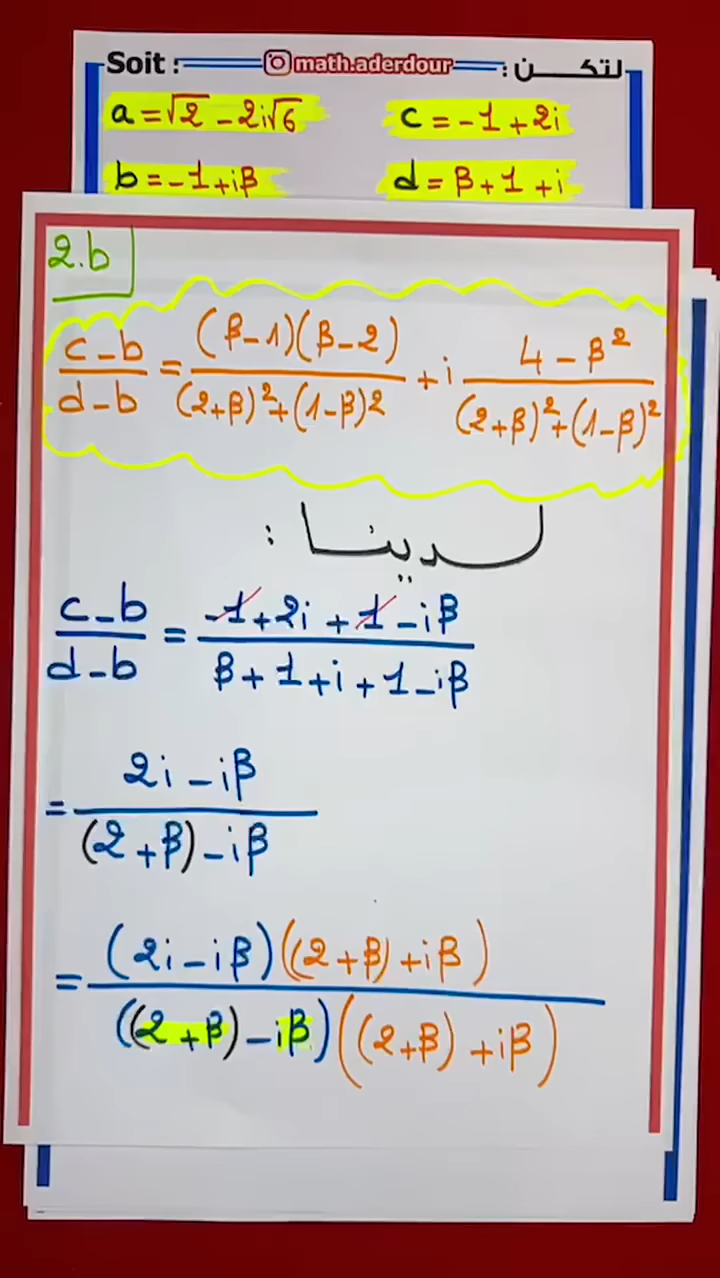 Soit : math.aderdour لتكن :
a = √2 - 2i√6 c = -1 + 2i
b = -1 + iβ d = β + 1 + i
2.b
(c - b)/(d - b) = ((β - 1)(β - 2))/((2 + β)² + (1 - β)²) + i (4 - β²)/((2 + β)² + (1 - β)²)
لدينا :
(c - b)/(d - b) = (-1 + 2i + 1 - iβ)/(β + 1 + i + 1 - iβ)
= (2i - iβ)/((2 + β) - iβ)
= ((2i - iβ)((2 + β) + iβ))/(((2 + β) - iβ)((2 + β) + iβ))